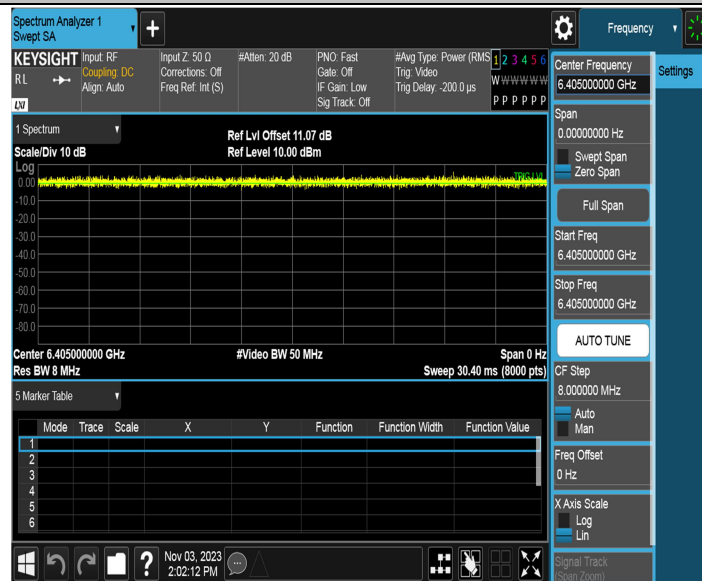 Spectrum Analyzer 1
Swept SA
+
Frequency
KEYSIGHT
Input: RF
Input Z: 50 Ω
#Atten: 20 dB
PNO: Fast
#Avg Type: Power (RMS
1 2 3 4 5 6
RL
Coupling: DC
Corrections: Off
Gate: Off
Trig: Video
W W W W W W
Align: Auto
Freq Ref: Int (S)
IF Gain: Low
Trig Delay: -200.0 µs
Sig Track: Off
P P P P P P
LXI
Center Frequency
6.405000000 GHz
Settings
Span
0.00000000 Hz
Swept Span
Zero Span
Full Span
Start Freq
6.405000000 GHz
Stop Freq
6.405000000 GHz
AUTO TUNE
CF Step
8.000000 MHz
Auto
Man
Freq Offset
0 Hz
X Axis Scale
Log
Lin
Signal Track
(Span Zoom)
1 Spectrum
Ref Lvl Offset 11.07 dB
Scale/Div 10 dB
Ref Level 10.00 dBm
Log
0.00
TRIG LVL
-10.0
-20.0
-30.0
-40.0
-50.0
-60.0
-70.0
-80.0
Center 6.405000000 GHz
#Video BW 50 MHz
Span 0 Hz
Res BW 8 MHz
Sweep 30.40 ms (8000 pts)
5 Marker Table
Mode Trace Scale X Y Function Function Width Function Value
1
2
3
4
5
6
?
Nov 03, 2023
2:02:12 PM